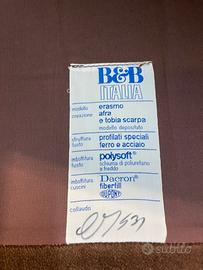 B&B
ITALIA
modello erasmo
creazione afra
e tobia scarpa
modello depositato
struttura profilati speciali
fusto ferro e acciaio
imbottitura polysoft®
fusto schiuma di poliuretano
a freddo
imbottitura Dacron®
cuscini fiberfill
DUPONT
collaudo
subito